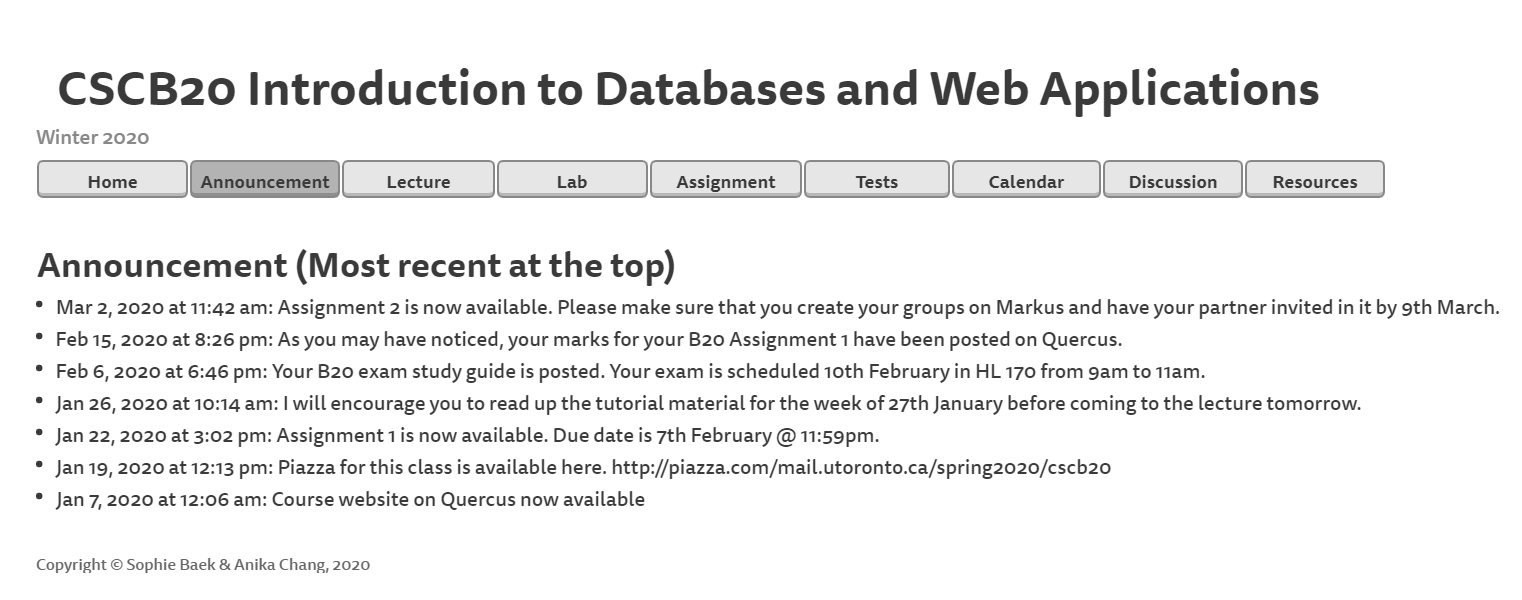 CSCB20 Introduction to Databases and Web Applications
Winter 2020
Home Announcement Lecture Lab Assignment Tests Calendar Discussion Resources
Announcement (Most recent at the top)
• Mar 2, 2020 at 11:42 am: Assignment 2 is now available. Please make sure that you create your groups on Markus and have your partner invited in it by 9th March.
• Feb 15, 2020 at 8:26 pm: As you may have noticed, your marks for your B20 Assignment 1 have been posted on Quercus.
• Feb 6, 2020 at 6:46 pm: Your B20 exam study guide is posted. Your exam is scheduled 10th February in HL 170 from 9am to 11am.
• Jan 26, 2020 at 10:14 am: I will encourage you to read up the tutorial material for the week of 27th January before coming to the lecture tomorrow.
• Jan 22, 2020 at 3:02 pm: Assignment 1 is now available. Due date is 7th February @ 11:59pm.
• Jan 19, 2020 at 12:13 pm: Piazza for this class is available here. http://piazza.com/mail.utoronto.ca/spring2020/cscb20
• Jan 7, 2020 at 12:06 am: Course website on Quercus now available
Copyright © Sophie Baek & Anika Chang, 2020